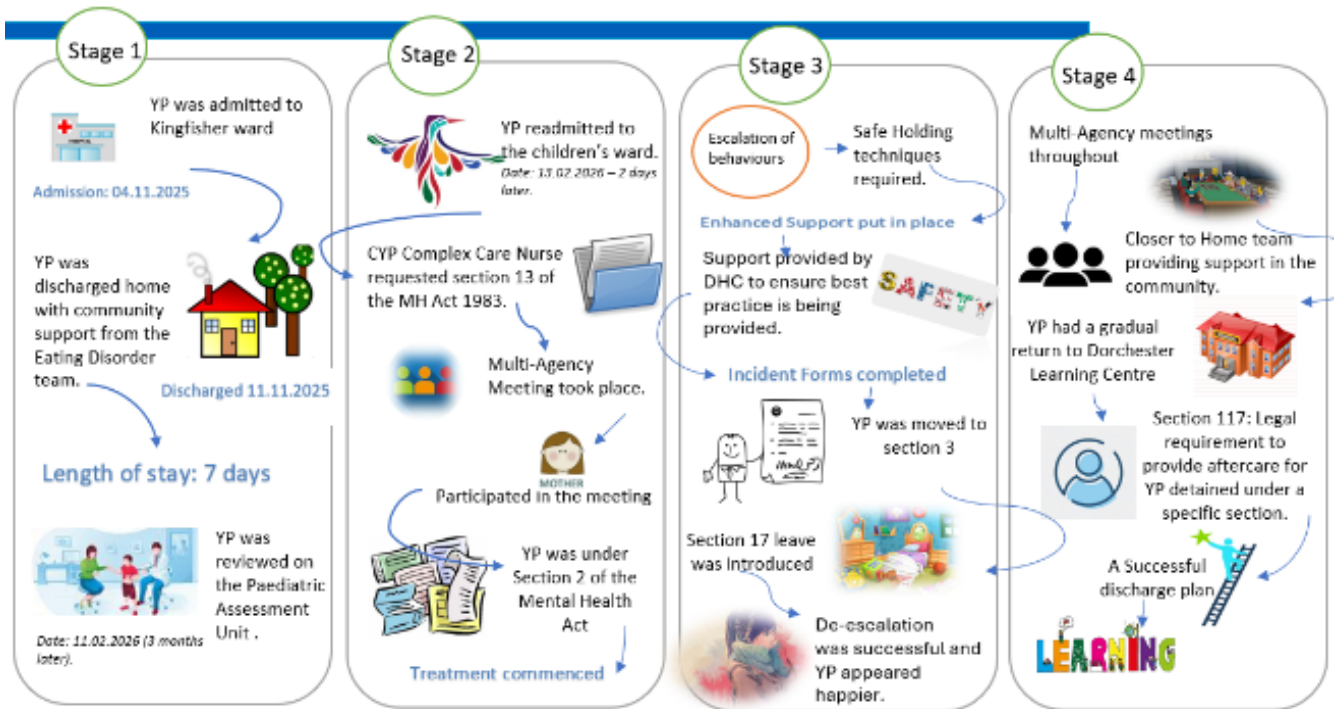 Stage 1
YP was admitted to
Kingfisher ward
Admission: 04.11.2025
YP was
discharged home
with community
support from the
Eating Disorder
team.
Discharged 11.11.2025
Length of stay: 7 days
YP was
reviewed on
the Paediatric
Assessment
Unit .
Date: 11.02.2026 (3 months
later).
Stage 2
YP readmitted to
the children's ward.
Date: 13.02.2026 – 2 days
later.
CYP Complex Care Nurse
requested section 13 of
the MH Act 1983.
Multi-Agency
Meeting took place.
MOTHER
Participated in the meeting
YP was under
Section 2 of the
Mental Health
Act
Treatment commenced
Stage 3
Escalation of
behaviours
Safe Holding
techniques
required.
Enhanced Support put in place
Support provided by
DHC to ensure best
practice is being
provided.
SAFETY
Incident Forms completed
YP was moved to
section 3
Section 17 leave
was introduced
De-escalation
was successful and
YP appeared
happier.
Stage 4
Multi-Agency meetings
throughout
Closer to Home team
providing support in the
community.
YP had a gradual
return to Dorchester
Learning Centre
Section 117: Legal
requirement to
provide aftercare for
YP detained under a
specific section.
A Successful
discharge plan
LEARNING